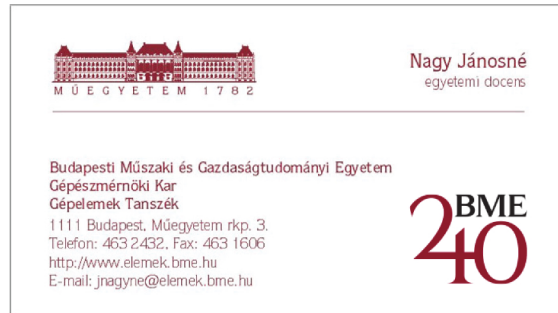 MŰEGYETEM 1782
Nagy Jánosné
egyetemi docens
Budapesti Műszaki és Gazdaságtudományi Egyetem
Gépészmérnöki Kar
Gépelemek Tanszék
1111 Budapest, Műegyetem rkp. 3.
Telefon: 463 2432, Fax: 463 1606
http://www.elemek.bme.hu
E-mail: jnagyne@elemek.bme.hu
BME
240